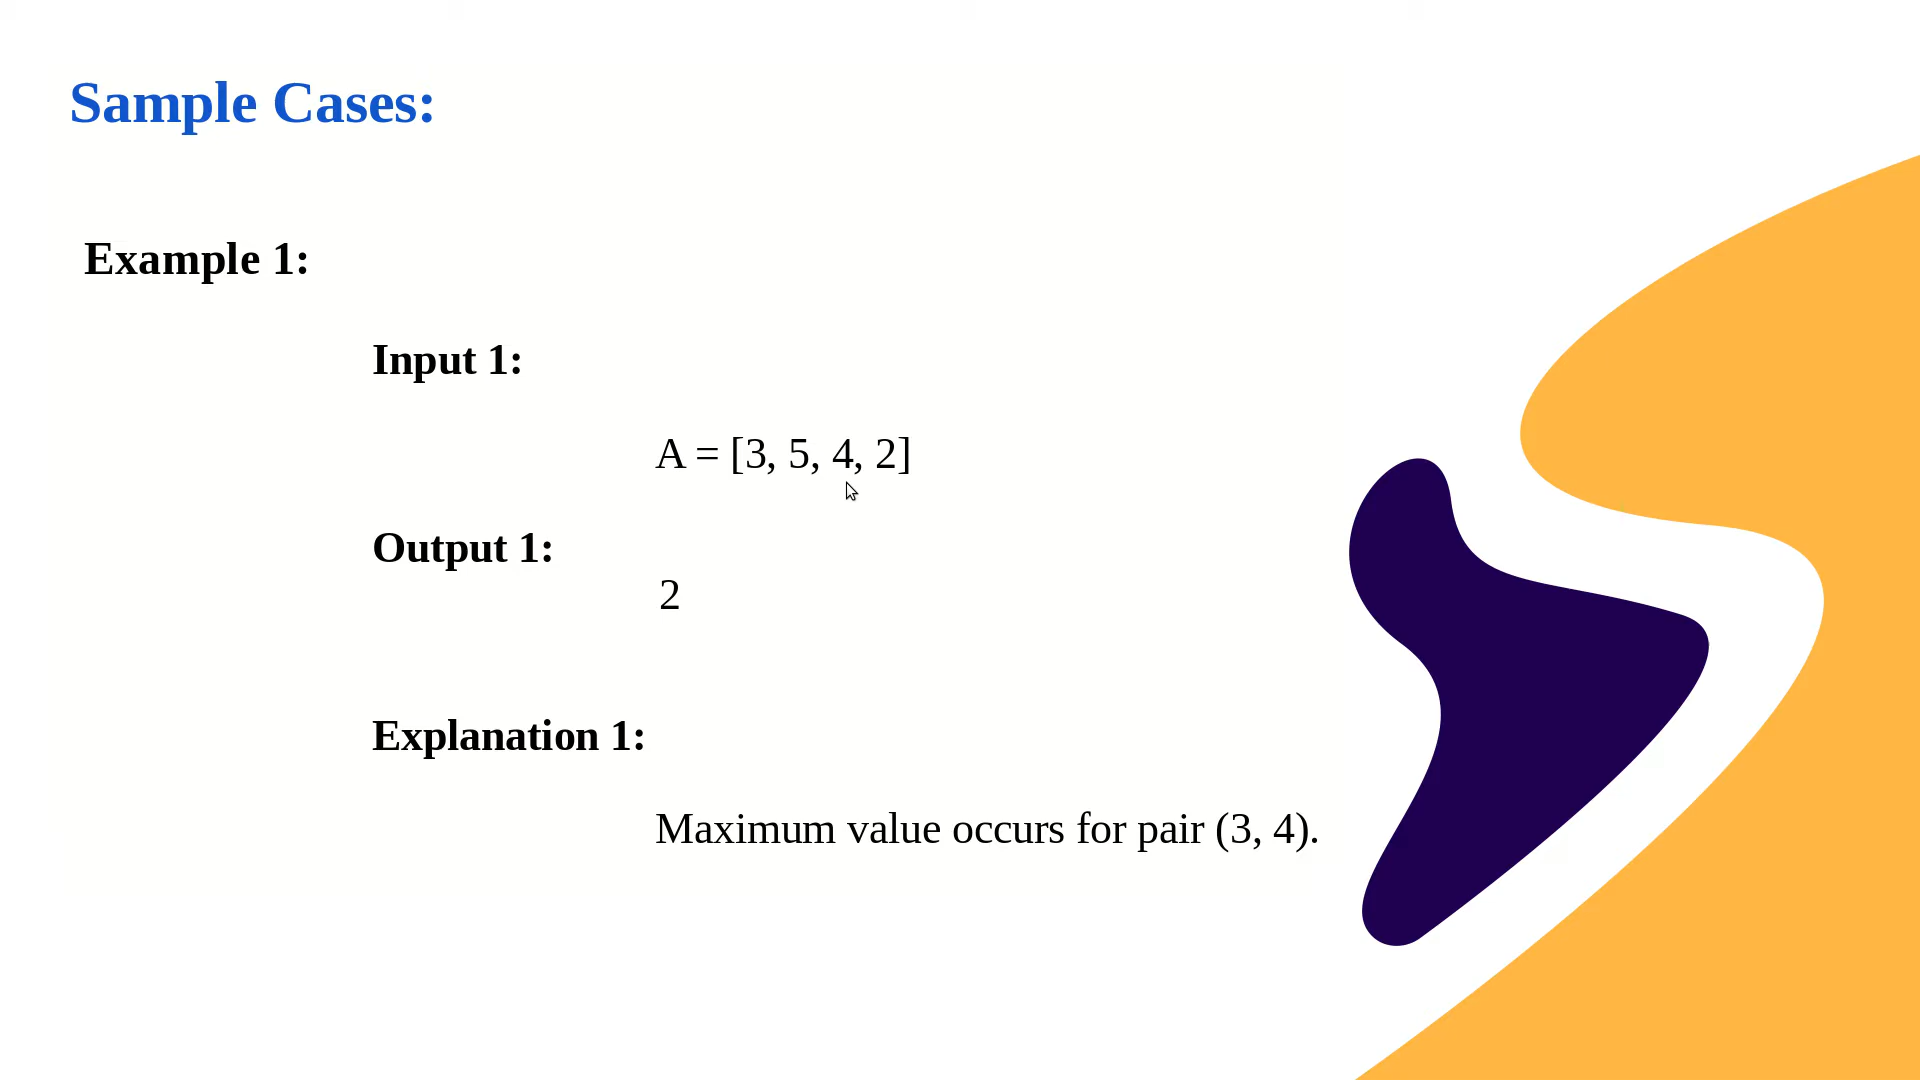 Sample Cases:
Example 1:
Input 1:
A = [3, 5, 4, 2]
Output 1:
2
Explanation 1:
Maximum value occurs for pair (3, 4).